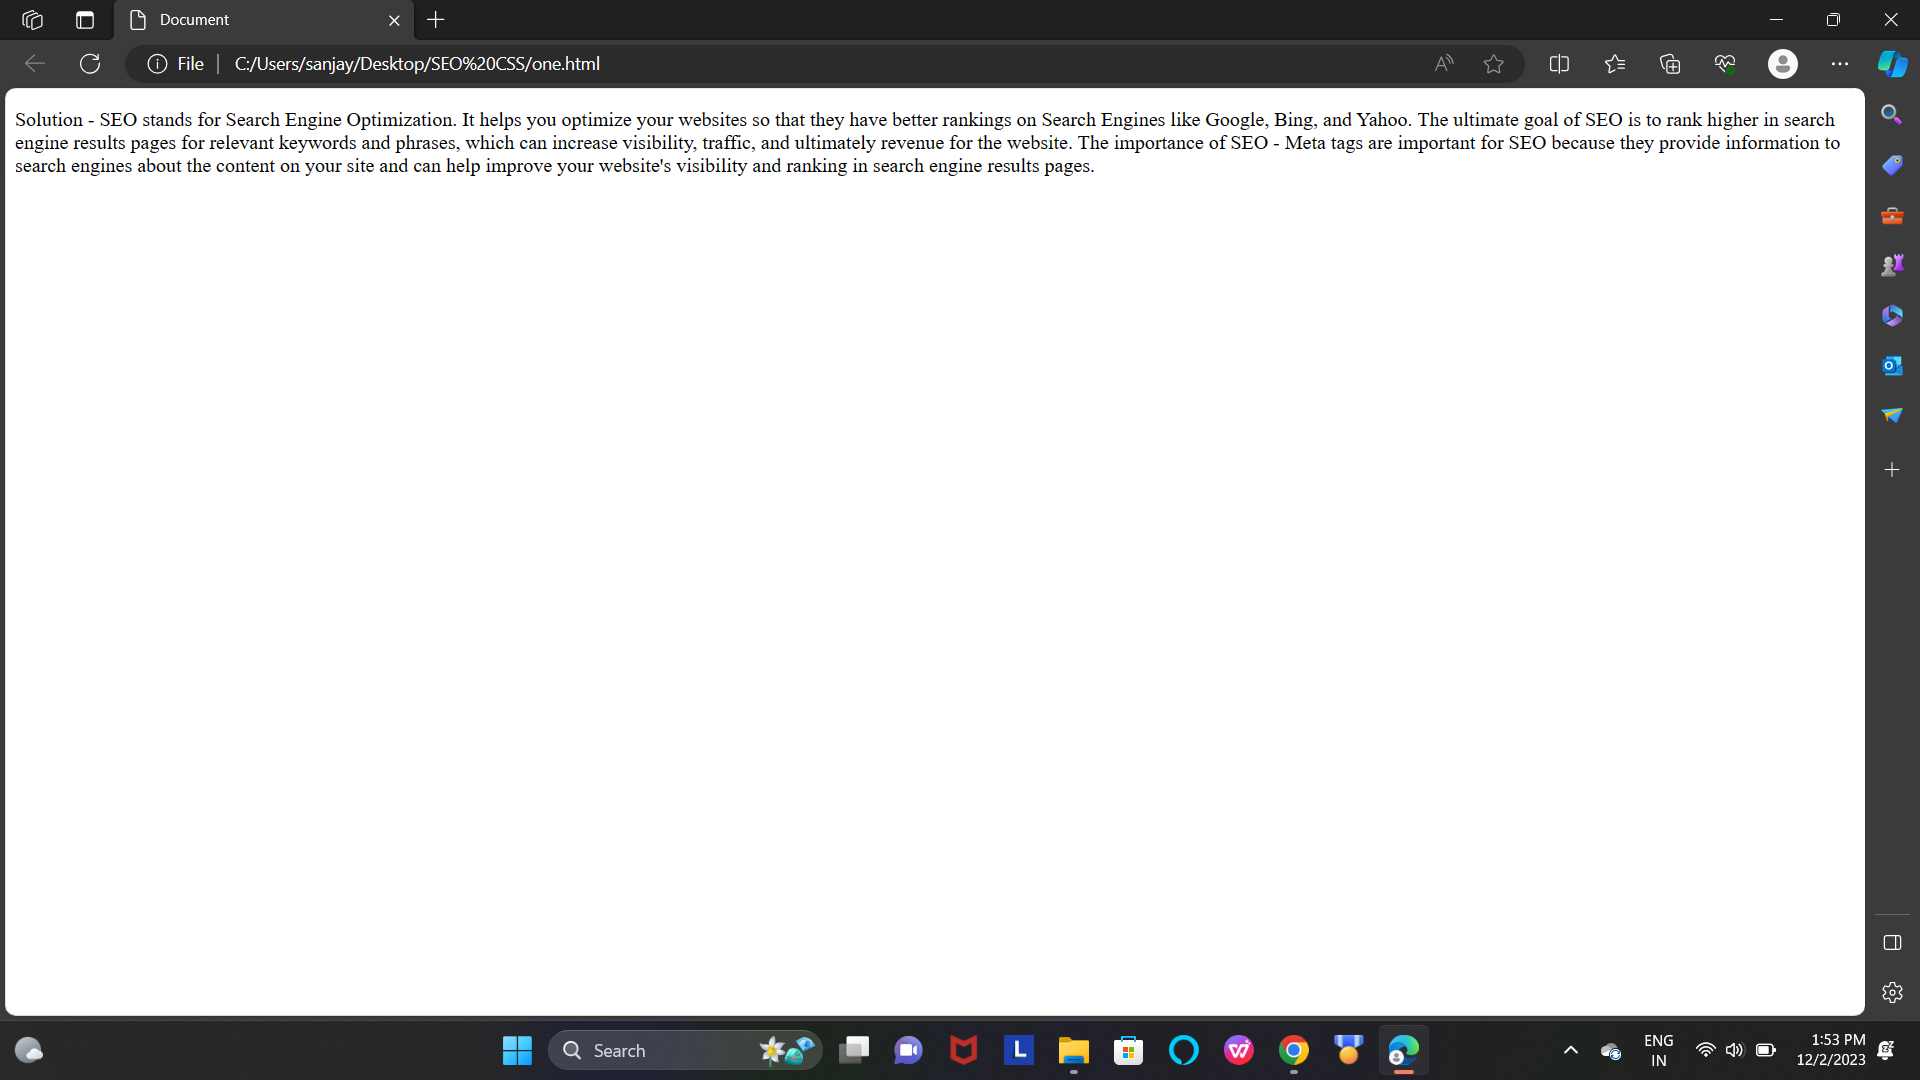 Document
File
C:/Users/sanjay/Desktop/SEO%20CSS/one.html
Solution - SEO stands for Search Engine Optimization. It helps you optimize your websites so that they have better rankings on Search Engines like Google, Bing, and Yahoo. The ultimate goal of SEO is to rank higher in search
engine results pages for relevant keywords and phrases, which can increase visibility, traffic, and ultimately revenue for the website. The importance of SEO - Meta tags are important for SEO because they provide information to
search engines about the content on your site and can help improve your website's visibility and ranking in search engine results pages.
Search
L
ENG
IN
1:53 PM
12/2/2023